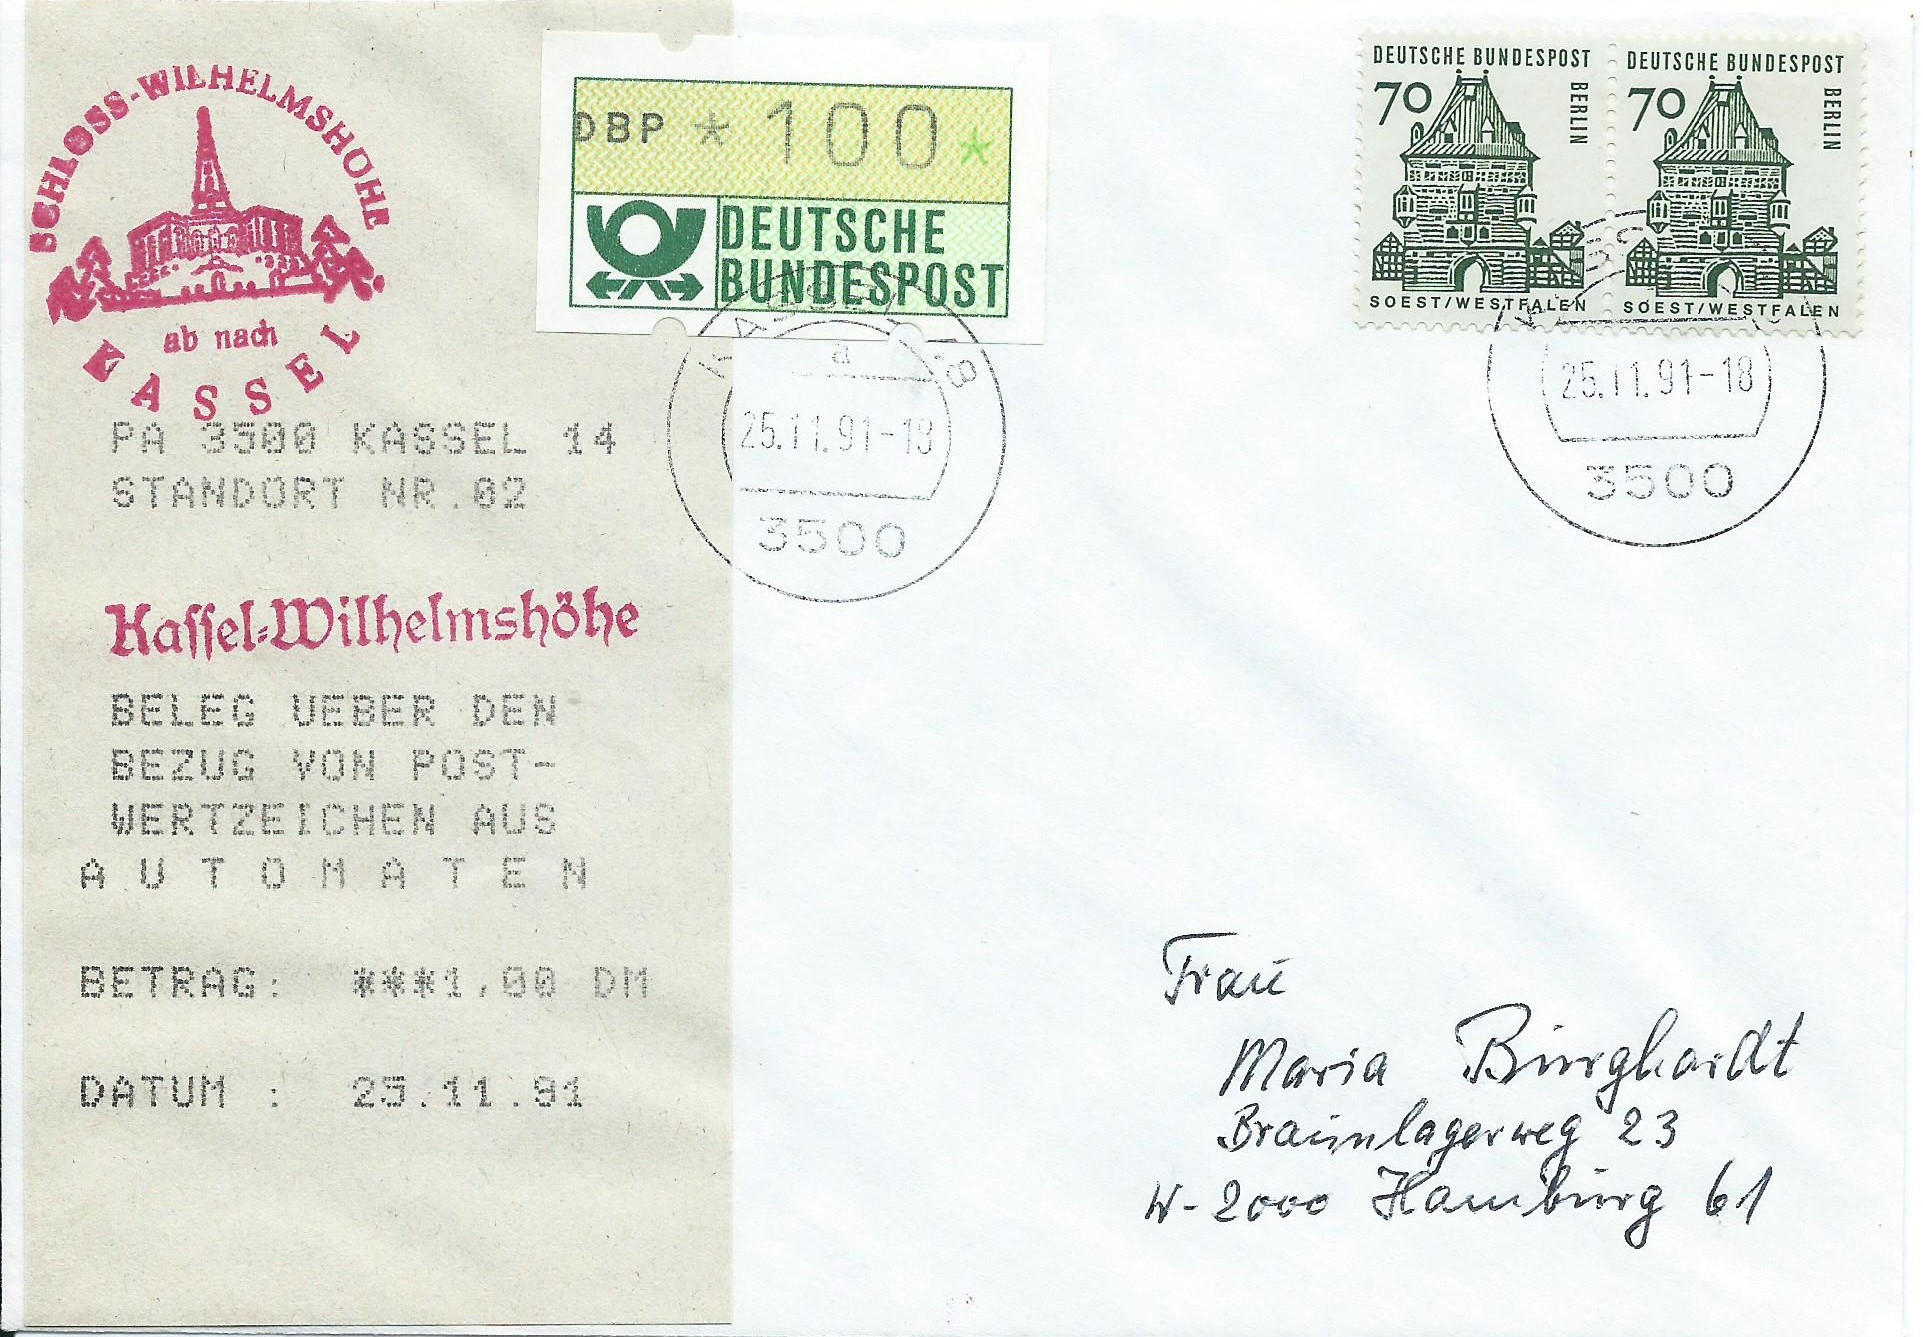 SCHLOSS-WILHELMSHÖHE
ab nach
KASSEL
PA 3500 KASSEL 14
STANDORT NR.02
Kassel-Wilhelmshöhe
BELEG UEBER DEN
BEZUG VON POST-
WERTZEICHEN AUS
A U T O M A T E N
BETRAG: ***1,00 DM
DATUM : 25.11.91
DBP * 100 *
DEUTSCHE
BUNDESPOST
KASSEL 1
a
25.11.91-18
3500
DEUTSCHE BUNDESPOST
70
BERLIN
SOEST/WESTFALEN
DEUTSCHE BUNDESPOST
70
BERLIN
SOEST/WESTFALEN
25.11.91-18
3500
Frau
Maria Burghardt
Braunlagerweg 23
W-2000 Hamburg 61